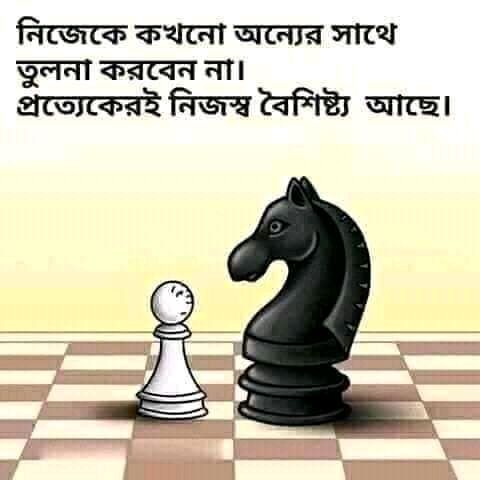 নিজেকে কখনো অন্যের সাথে
তুলনা করবেন না।
প্রত্যেকেরই নিজস্ব বৈশিষ্ট্য আছে।